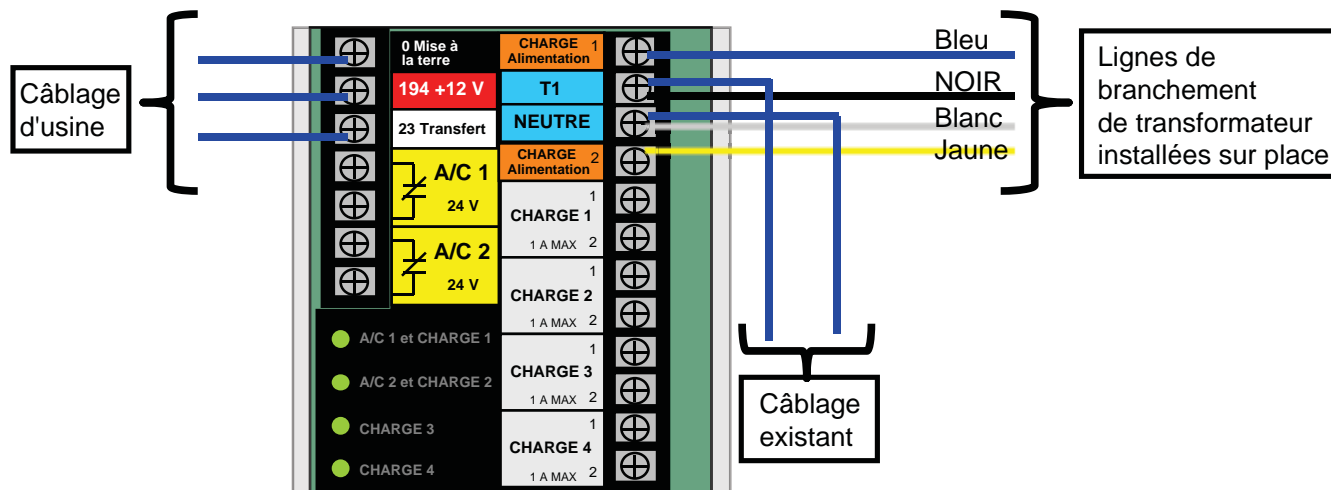 Câblage
d'usine
0 Mise à
la terre
194 +12 V
23 Transfert
A/C 1
24 V
A/C 2
24 V
A/C 1 et CHARGE 1
A/C 2 et CHARGE 2
CHARGE 3
CHARGE 4
CHARGE 1
Alimentation
T1
NEUTRE
CHARGE 2
Alimentation
1
CHARGE 1
1 A MAX 2
1
CHARGE 2
1 A MAX 2
1
CHARGE 3
1 A MAX 2
1
CHARGE 4
1 A MAX 2
Bleu
NOIR
Blanc
Jaune
Lignes de
branchement
de transformateur
installées sur place
Câblage
existant